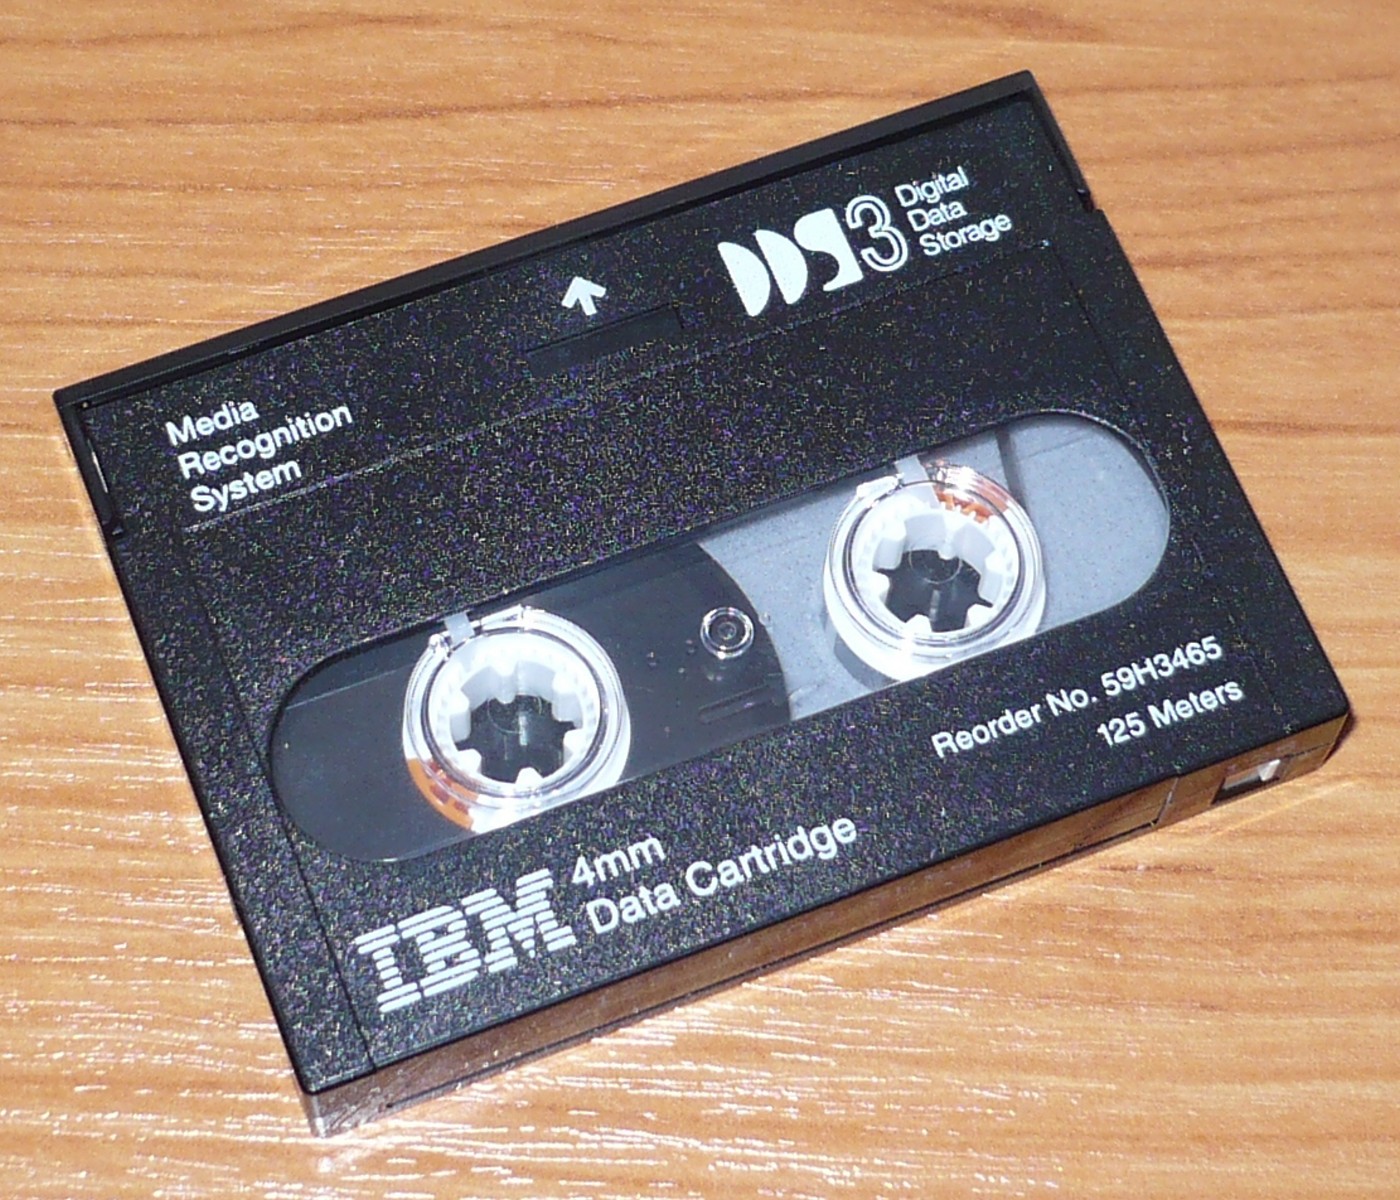 DDS3
Digital
Data
Storage
Media
Recognition
System
Reorder No. 59H3465
125 Meters
IBM
4mm
Data Cartridge